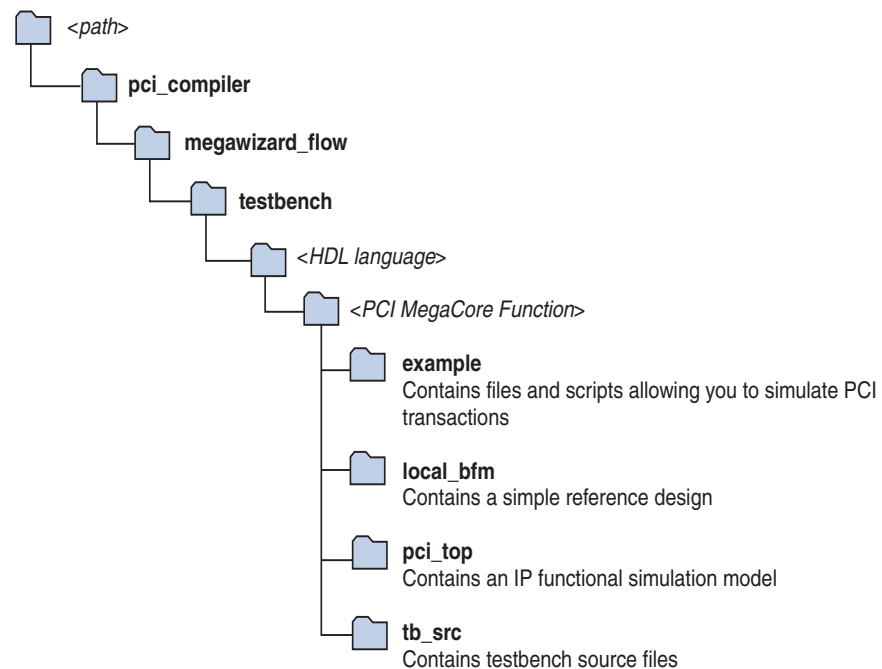 <path>
pci_compiler
megawizard_flow
testbench
<HDL language>
<PCI MegaCore Function>
example
Contains files and scripts allowing you to simulate PCI
transactions
local_bfm
Contains a simple reference design
pci_top
Contains an IP functional simulation model
tb_src
Contains testbench source files